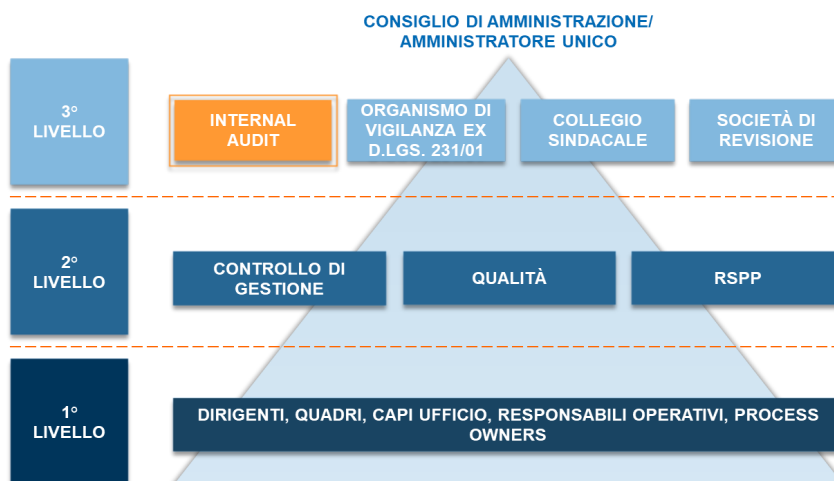 CONSIGLIO DI AMMINISTRAZIONE/
AMMINISTRATORE UNICO
3°
LIVELLO
INTERNAL
AUDIT
ORGANISMO DI
VIGILANZA EX
D.LGS. 231/01
COLLEGIO
SINDACALE
SOCIETÀ DI
REVISIONE
2°
LIVELLO
CONTROLLO DI
GESTIONE
QUALITÀ
RSPP
1°
LIVELLO
DIRIGENTI, QUADRI, CAPI UFFICIO, RESPONSABILI OPERATIVI, PROCESS
OWNERS